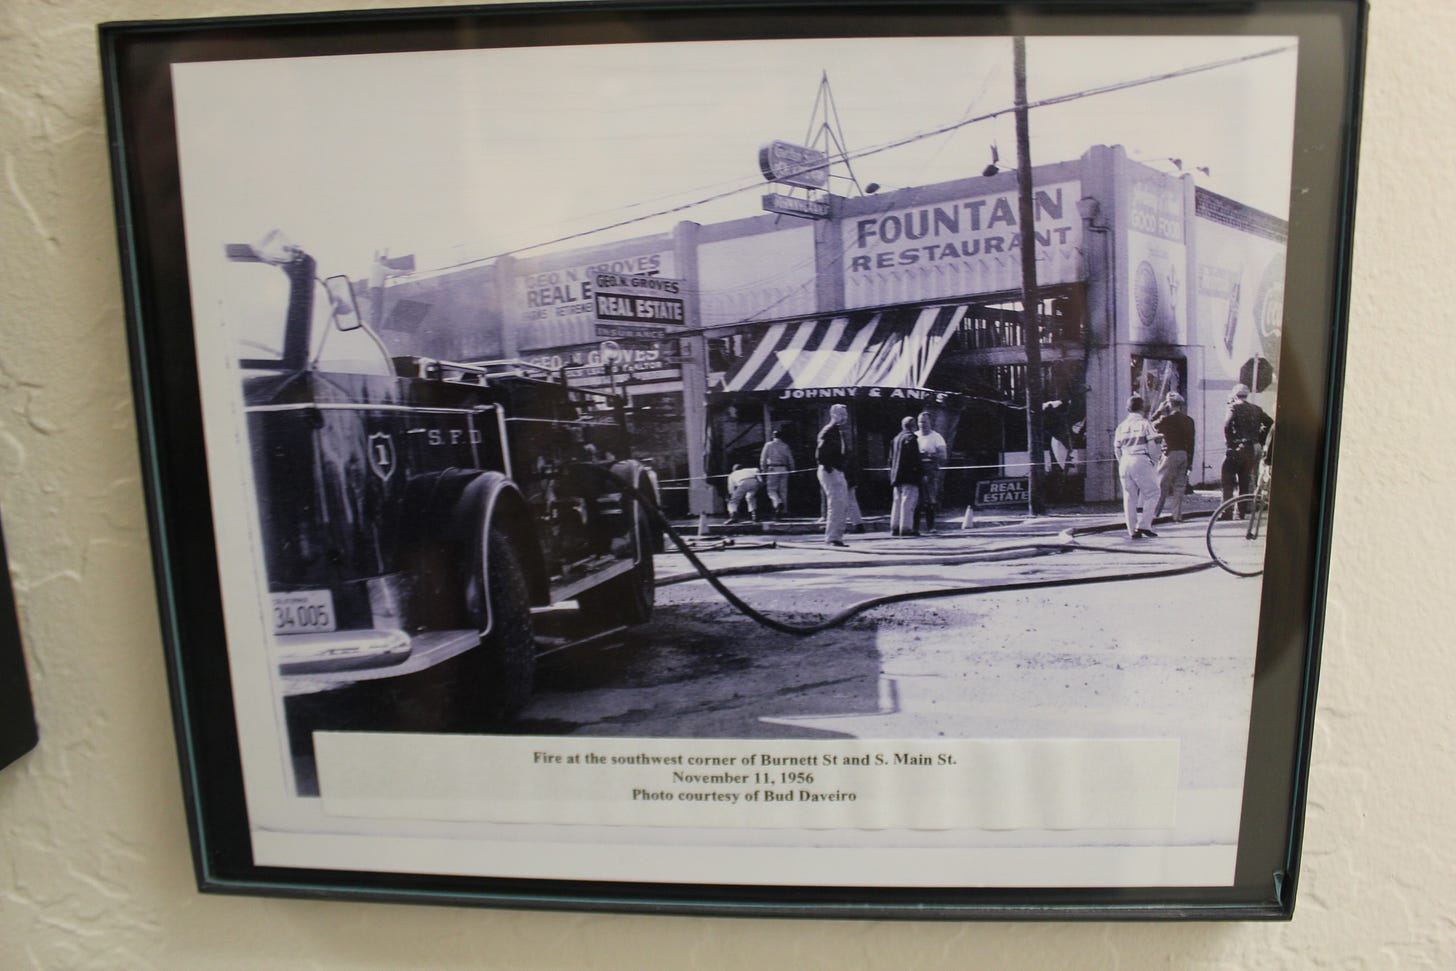 GEO. N. GROVES
REAL E
GEO. N. GROVES
REAL ESTATE
INSURANCE
GEO. N. GROVES
FOUNTAIN
RESTAURANT
GOOD FOOD
JOHNNY & ANN'S
S.F.D
1
REAL
ESTATE
CALIFORNIA
34 005
Fire at the southwest corner of Burnett St and S. Main St.
November 11, 1956
Photo courtesy of Bud Daveiro